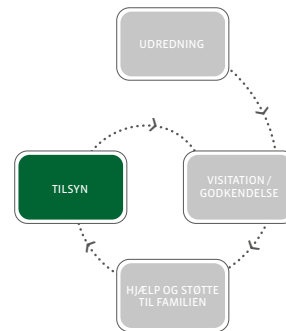 UDREDNING
TILSYN
VISITATION /
GODKENDELSE
HJÆLP OG STØTTE
TIL FAMILIEN